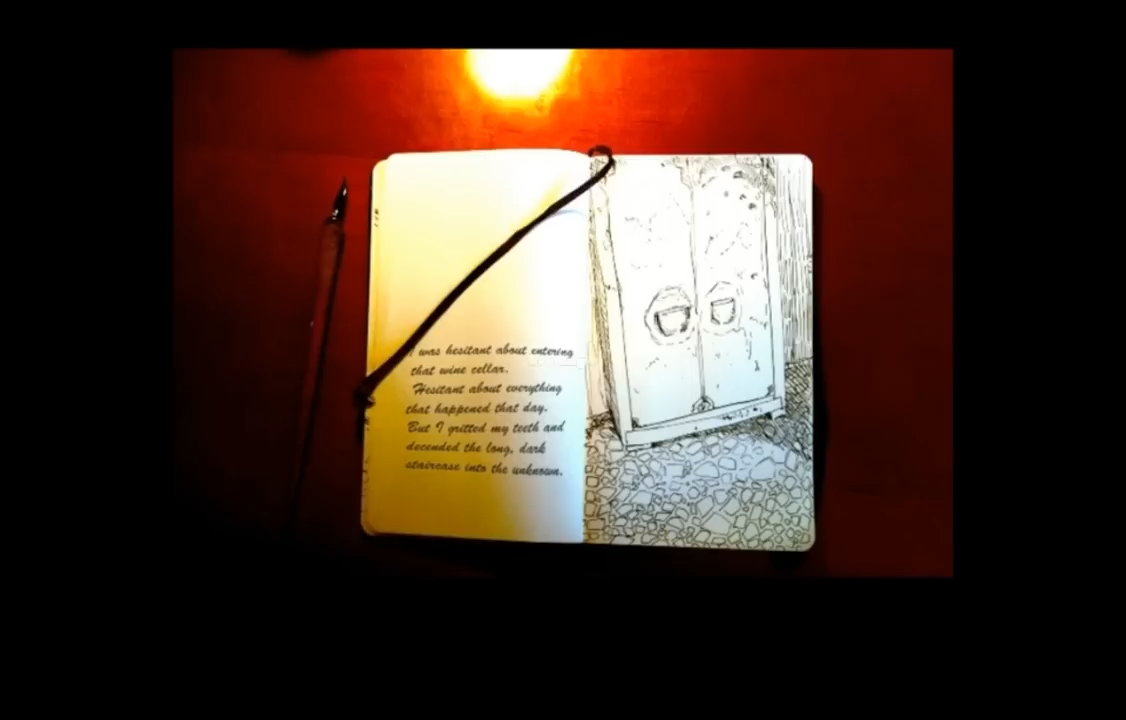 I was hesitant about entering
that wine cellar.
Hesitant about everything
that happened that day.
But I gritted my teeth and
decended the long, dark
staircase into the unknown.